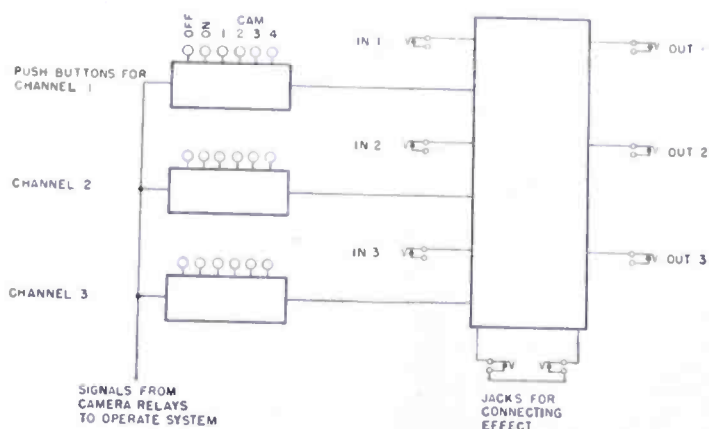 OFF
ON
CAM
1 2 3 4
PUSH BUTTONS FOR
CHANNEL 1
CHANNEL 2
CHANNEL 3
SIGNALS FROM
CAMERA RELAYS
TO OPERATE SYSTEM
IN 1
IN 2
IN 3
OUT
OUT 2
OUT 3
JACKS FOR
CONNECTING
EFFECT